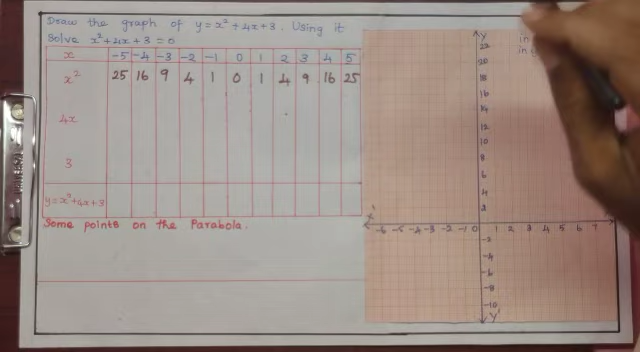 Draw the graph of y=x²+4x+3. Using it
solve x²+4x+3=0
x -5 -4 -3 -2 -1 0 1 2 3 4 5
x² 25 16 9 4 1 0 1 4 9 16 25
4x
3
y=x²+4x+3
Some points on the Parabola.
in
in
Y
22
20
18
16
14
12
10
8
6
4
2
X'
-6 -5 -4 -3 -2 -1 0 1 2 3 4 5 6 7
-2
-4
-6
-8
-10
Y'